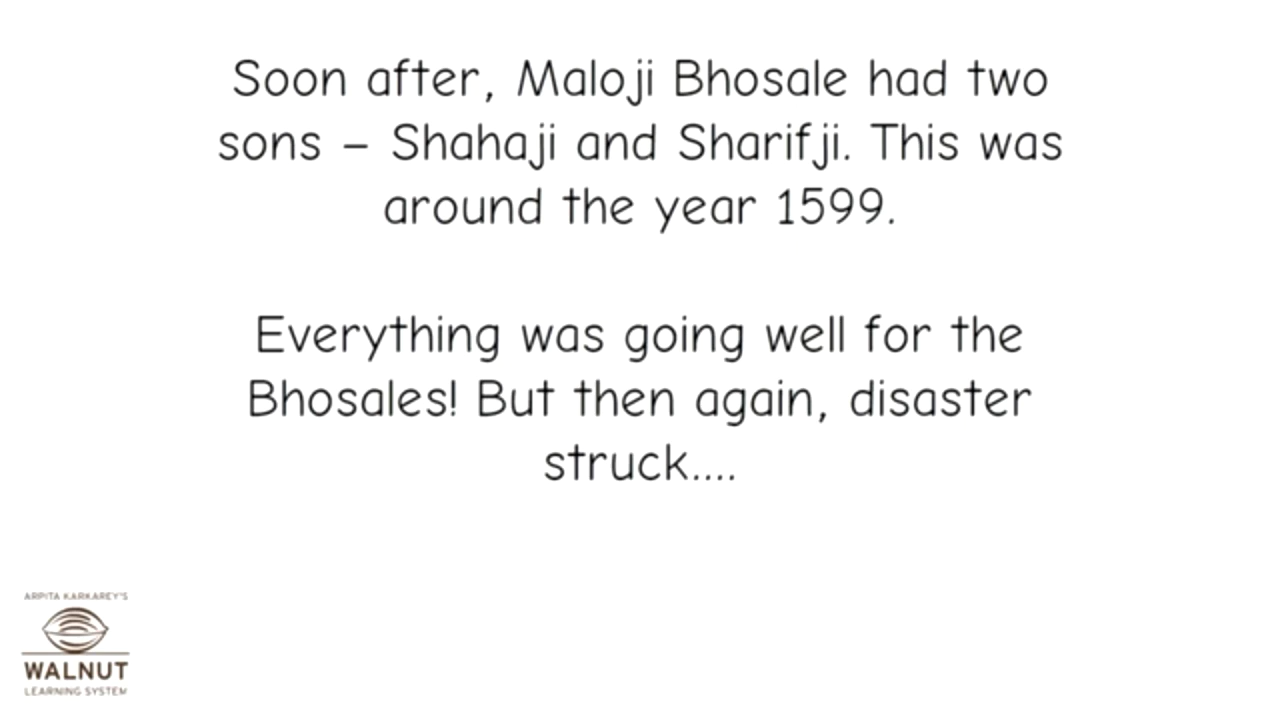 Soon after, Maloji Bhosale had two
sons – Shahaji and Sharifji. This was
around the year 1599.
Everything was going well for the
Bhosales! But then again, disaster
struck....
ARPITA KARKAREY'S
WALNUT
LEARNING SYSTEM